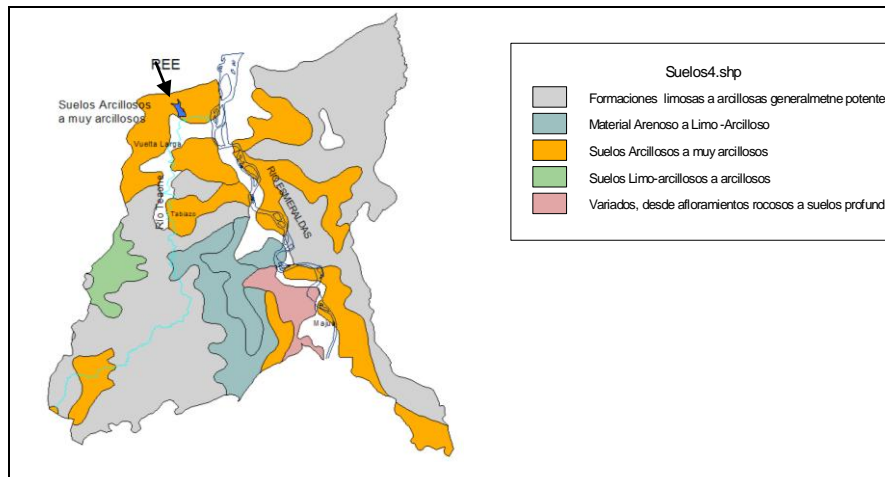 REE
Suelos Arcillosos
a muy arcillosos
Vuelta Larga
Río Teaone
Tabiazo
RIO ESMERALDAS
Majua
Suelos4.shp
Formaciones limosas a arcillosas generalmetne potente
Material Arenoso a Limo -Arcilloso
Suelos Arcillosos a muy arcillosos
Suelos Limo-arcillosos a arcillosos
Variados, desde afloramientos rocosos a suelos profund